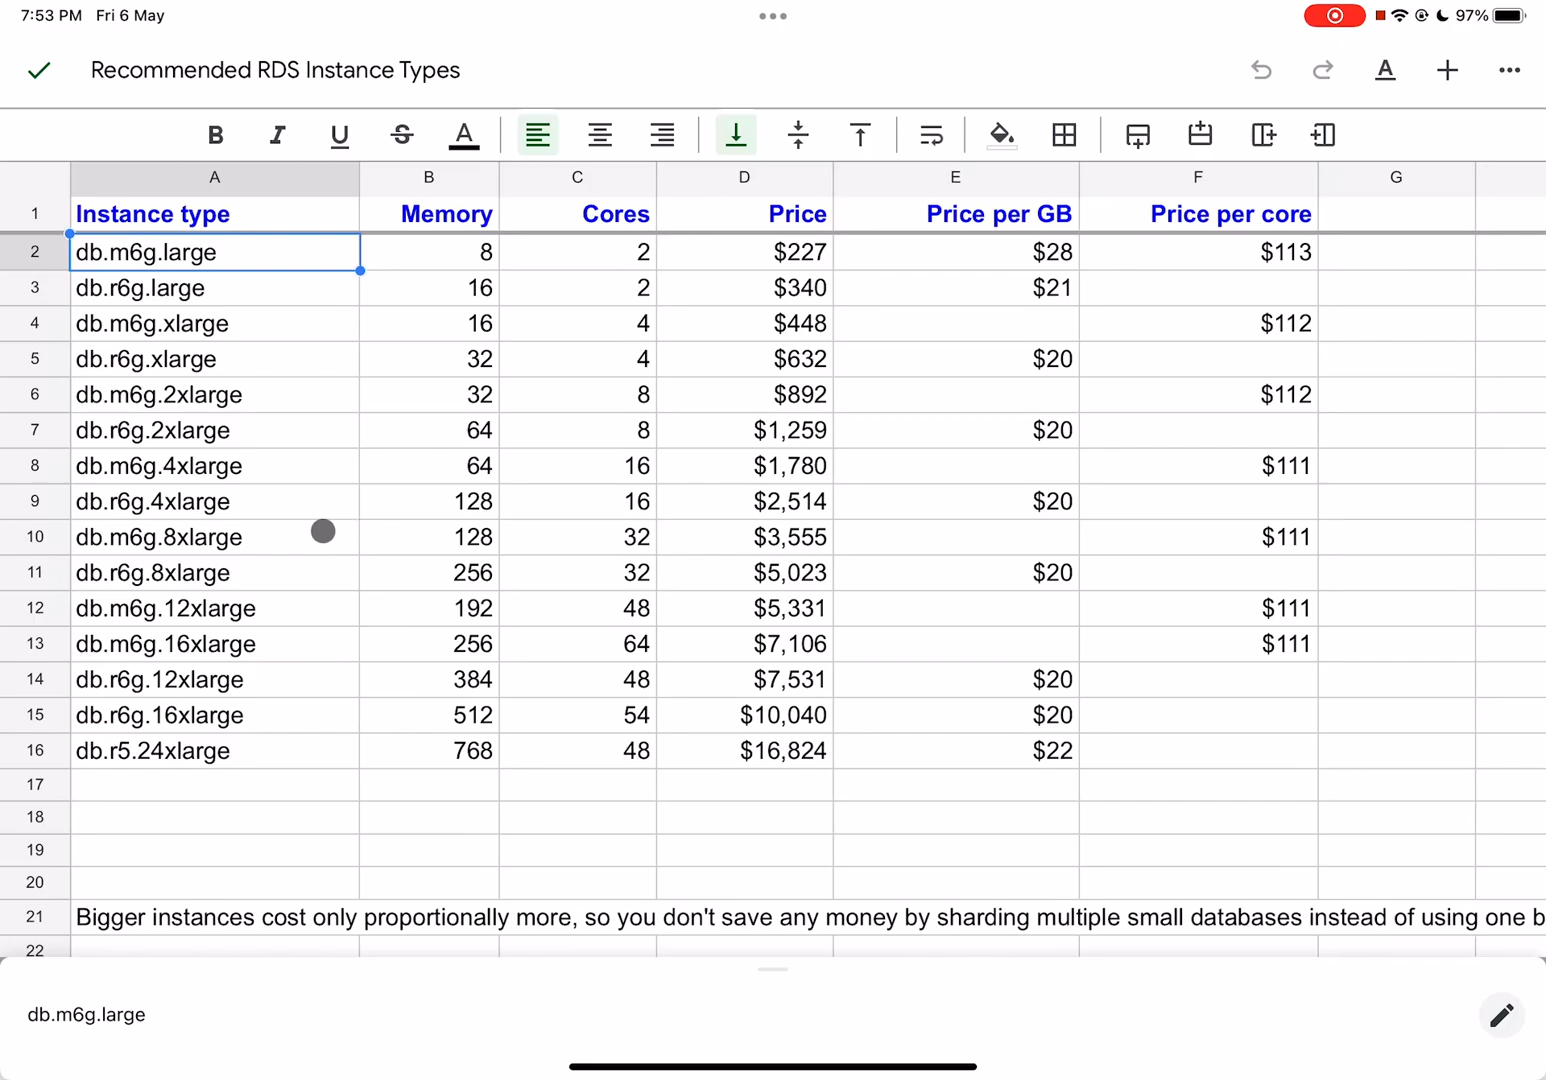 7:53 PM Fri 6 May 97%
Recommended RDS Instance Types
B I U S A
A B C D E F G
1 Instance type Memory Cores Price Price per GB Price per core
2 db.m6g.large 8 2 $227 $28 $113
3 db.r6g.large 16 2 $340 $21
4 db.m6g.xlarge 16 4 $448 $112
5 db.r6g.xlarge 32 4 $632 $20
6 db.m6g.2xlarge 32 8 $892 $112
7 db.r6g.2xlarge 64 8 $1,259 $20
8 db.m6g.4xlarge 64 16 $1,780 $111
9 db.r6g.4xlarge 128 16 $2,514 $20
10 db.m6g.8xlarge 128 32 $3,555 $111
11 db.r6g.8xlarge 256 32 $5,023 $20
12 db.m6g.12xlarge 192 48 $5,331 $111
13 db.m6g.16xlarge 256 64 $7,106 $111
14 db.r6g.12xlarge 384 48 $7,531 $20
15 db.r6g.16xlarge 512 54 $10,040 $20
16 db.r5.24xlarge 768 48 $16,824 $22
17
18
19
20
21 Bigger instances cost only proportionally more, so you don't save any money by sharding multiple small databases instead of using one b
22
db.m6g.large